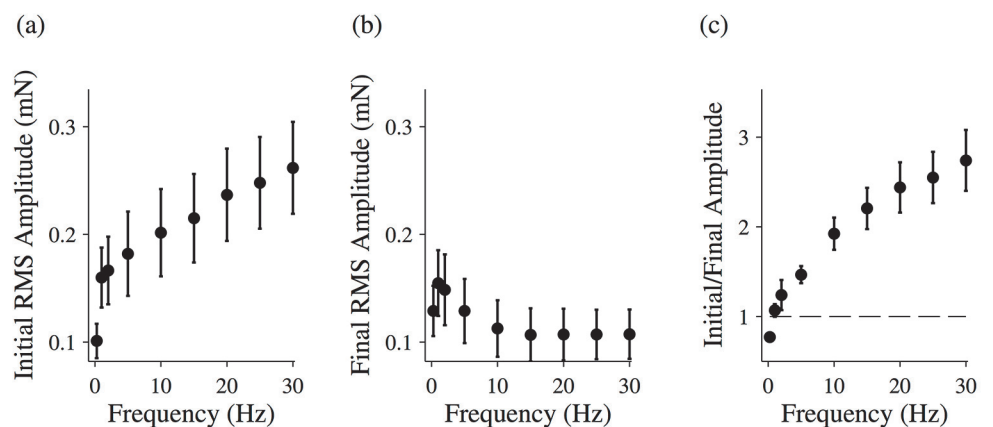 (a)
Initial RMS Amplitude (mN)
0.3
0.2
0.1
0 10 20 30
Frequency (Hz)
(b)
Final RMS Amplitude (mN)
0.3
0.2
0.1
0 10 20 30
Frequency (Hz)
(c)
Initial/Final Amplitude
3
2
1
0 10 20 30
Frequency (Hz)